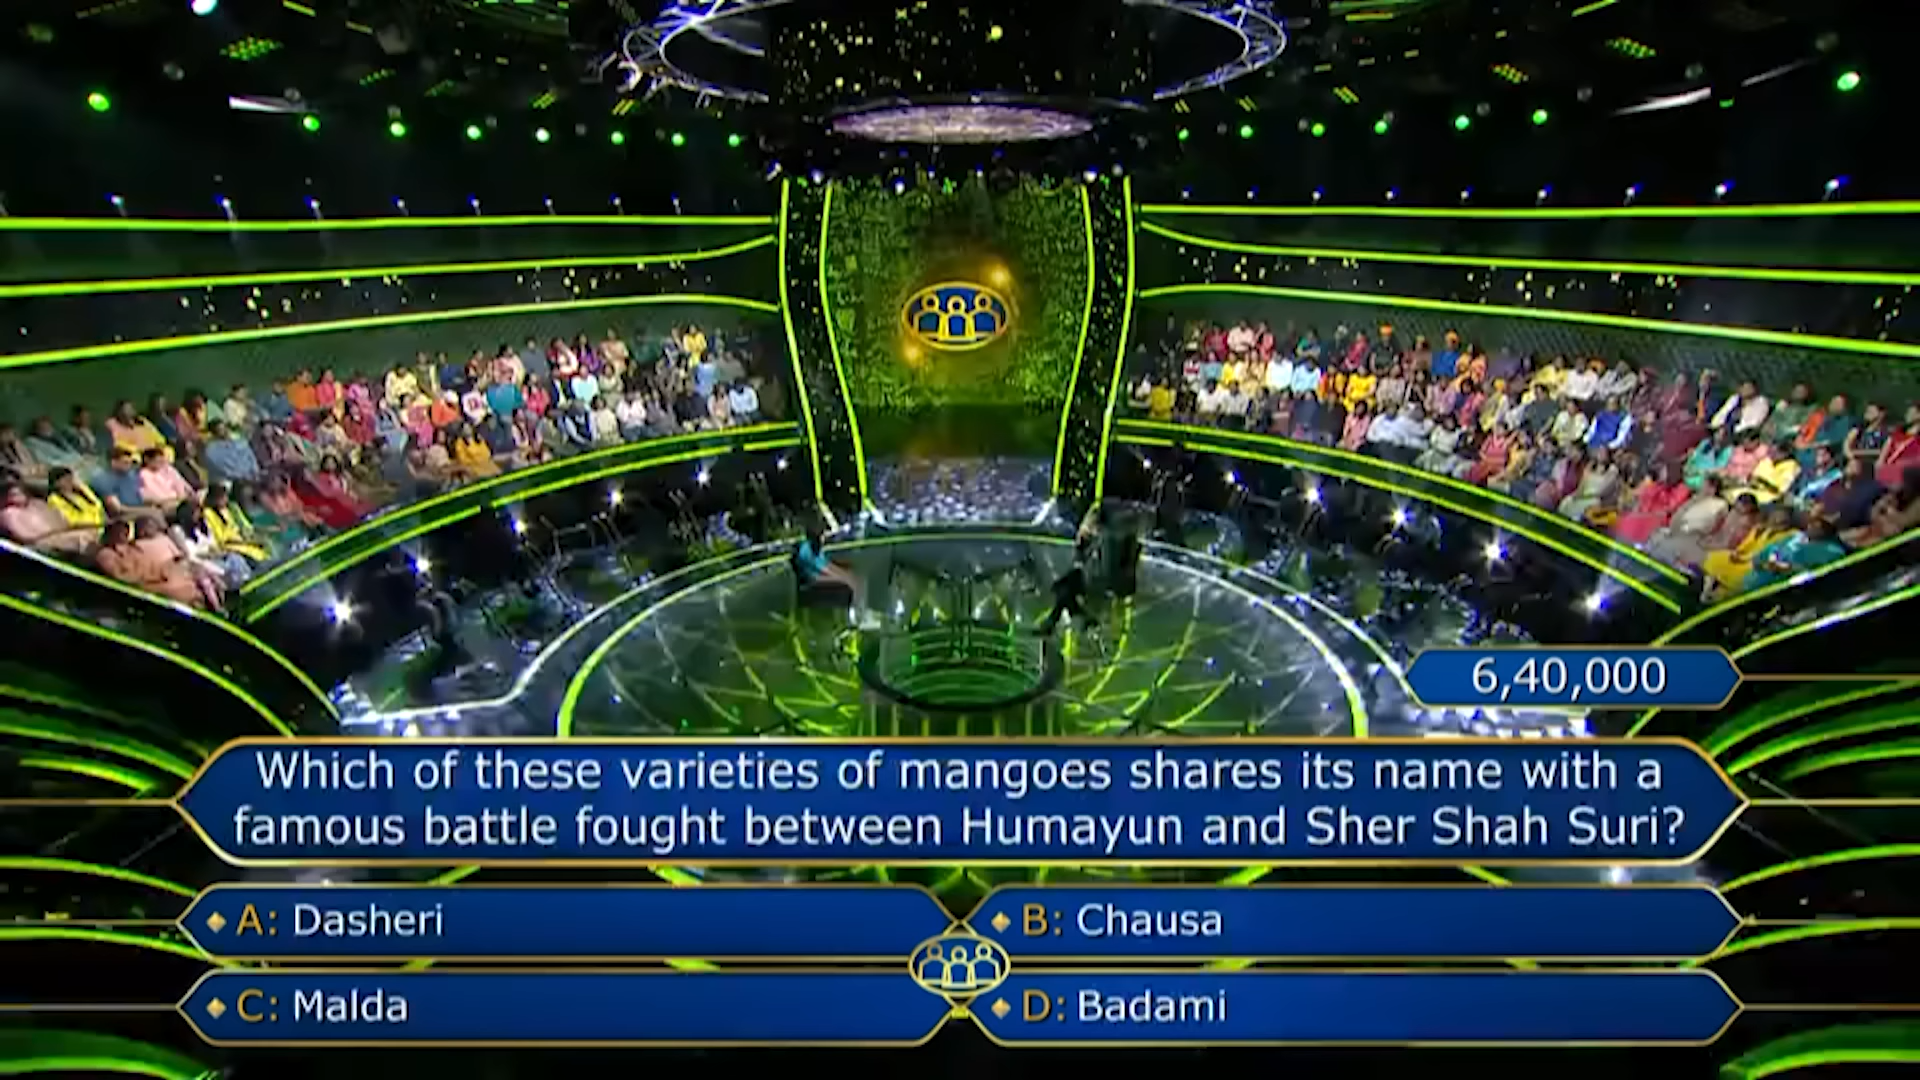 6,40,000
Which of these varieties of mangoes shares its name with a
famous battle fought between Humayun and Sher Shah Suri?
A: Dasheri
B: Chausa
C: Malda
D: Badami